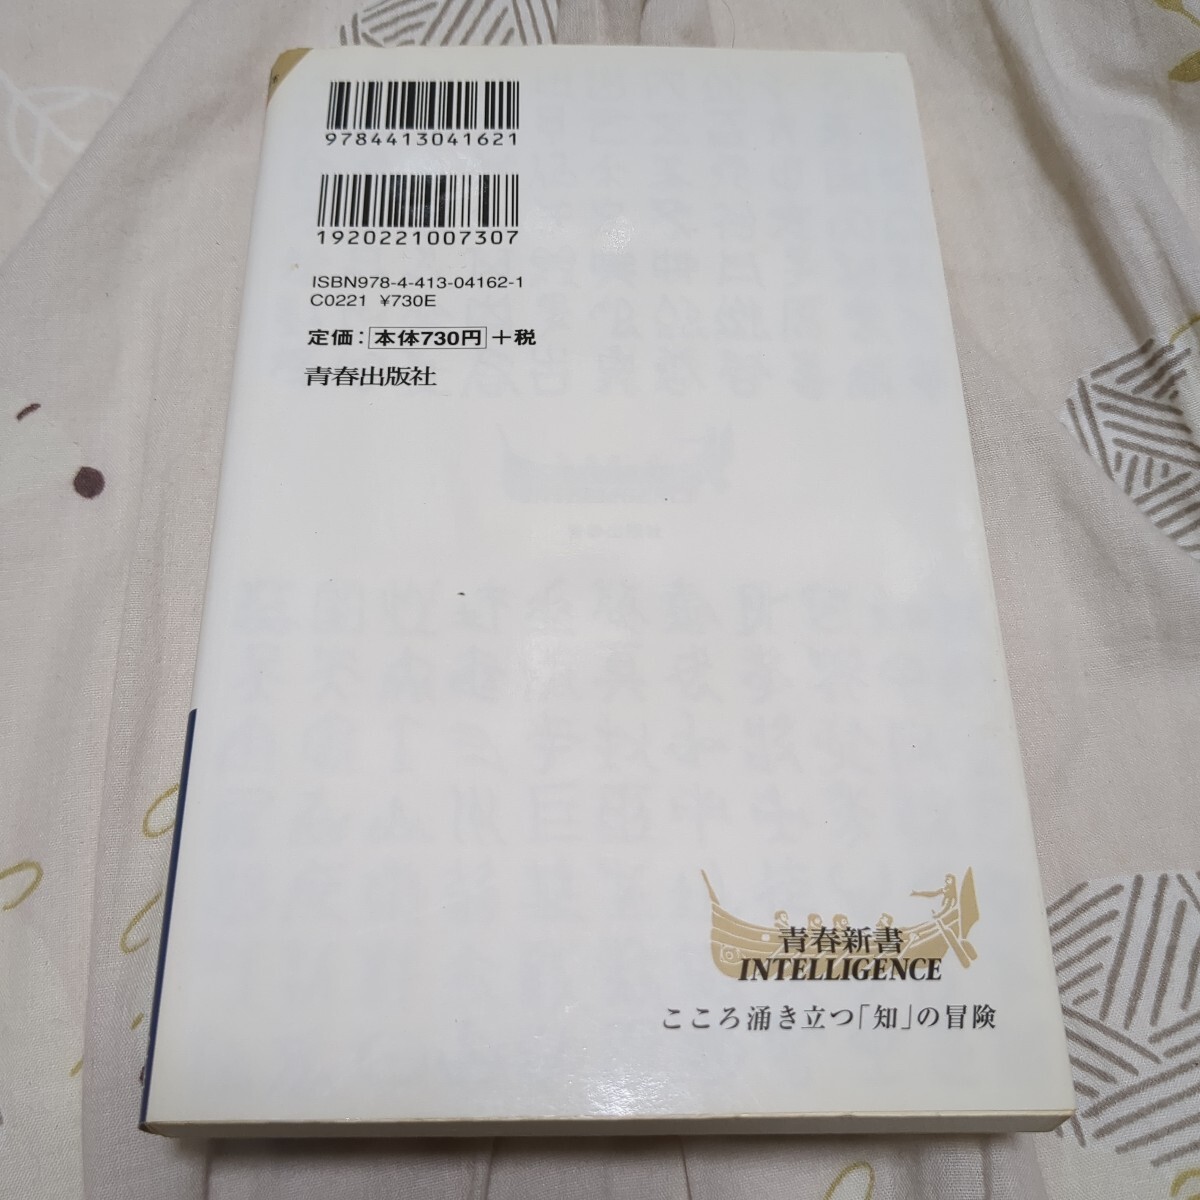 9784413041621
1920221007307
ISBN978-4-413-04162-1
C0221 ¥730E
定価：本体730円＋税
青春出版社
青春新書
INTELLIGENCE
こころ涌き立つ「知」の冒険